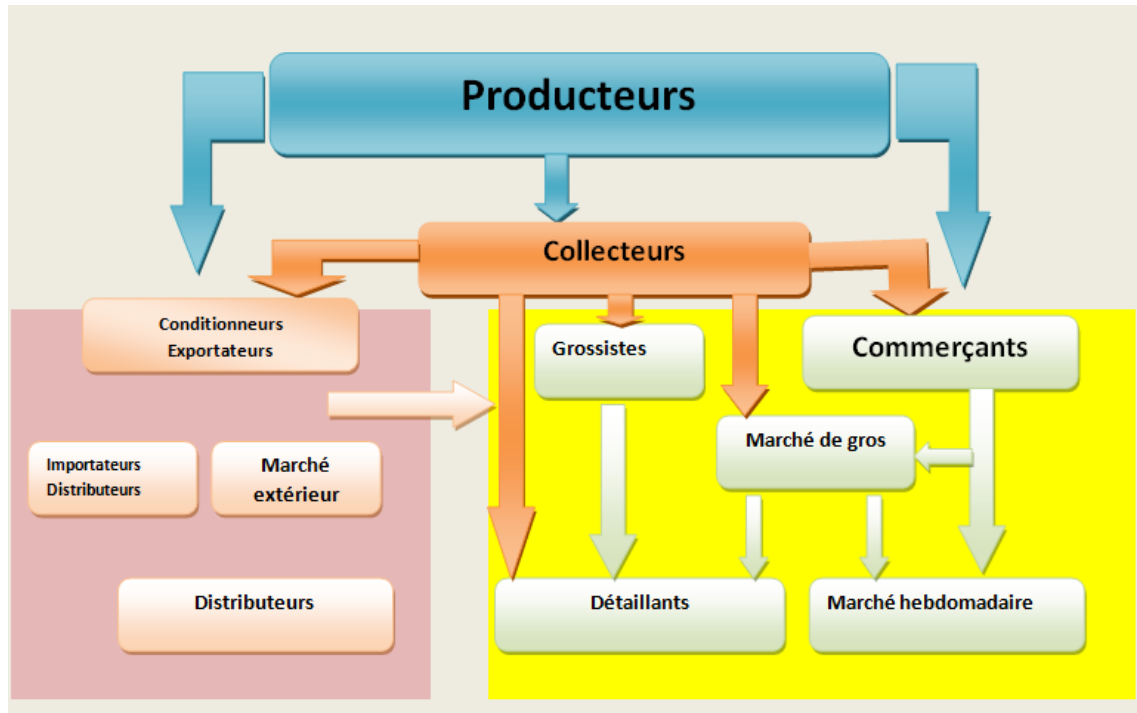 Producteurs
Collecteurs
Conditionneurs
Exportateurs
Grossistes
Commerçants
Marché de gros
Importateurs
Distributeurs
Marché
extérieur
Distributeurs
Détaillants
Marché hebdomadaire